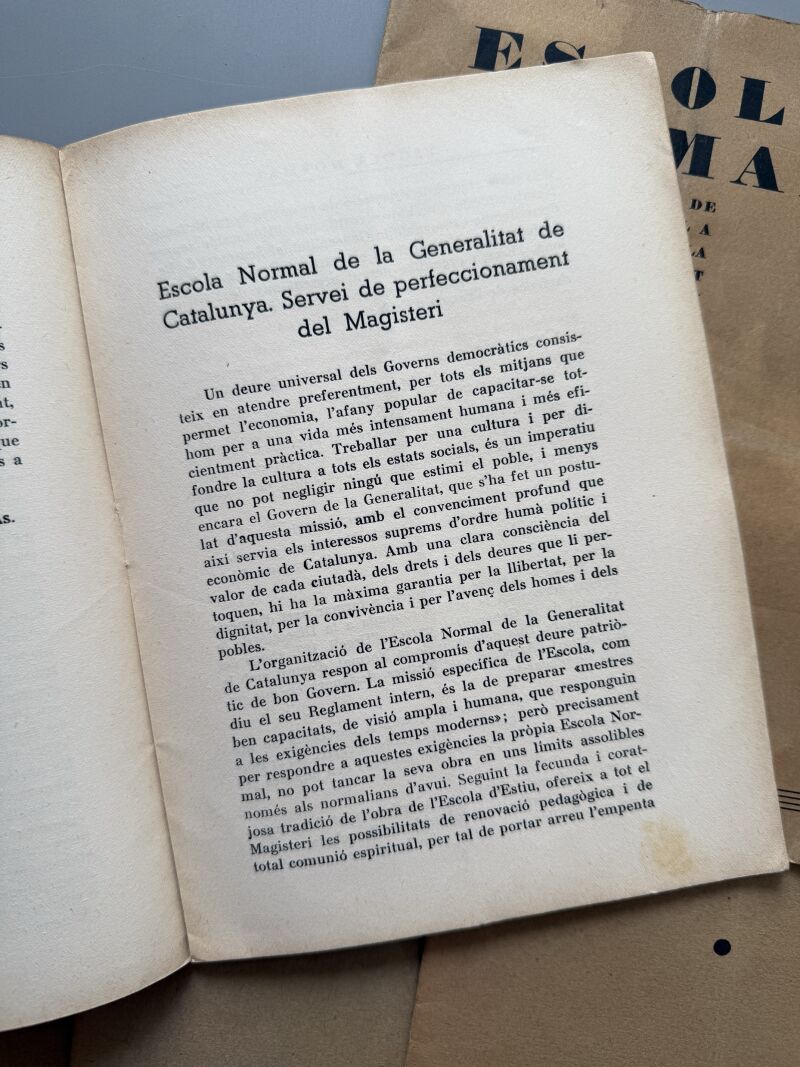 Escola Normal de la Generalitat de
Catalunya. Servei de perfeccionament
del Magisteri
Un deure universal dels Governs democràtics consis-
teix en atendre preferentment, per tots els mitjans que
permet l'economia, l'afany popular de capacitar-se tot-
hom per a una vida més intensament humana i més efi-
cientment pràctica. Treballar per una cultura i per di-
fondre la cultura a tots els estats socials, és un imperatiu
que no pot negligir ningú que estimi el poble, i menys
encara el Govern de la Generalitat, que s'ha fet un postu-
lat d'aquesta missió, amb el convenciment profund que
així servia els interessos suprems d'ordre humà polític i
econòmic de Catalunya. Amb una clara consciència del
valor de cada ciutadà, dels drets i dels deures que li per-
toquen, hi ha la màxima garantia per la llibertat, per la
dignitat, per la convivència i per l'avenç dels homes i dels
pobles.
L'organització de l'Escola Normal de la Generalitat
de Catalunya respon al compromís d'aquest deure patriò-
tic de bon Govern. La missió específica de l'Escola, com
diu el seu Reglament intern, és la de preparar «mestres
ben capacitats, de visió ampla i humana, que responguin
a les exigències dels temps moderns»; però precisament
per respondre a aquestes exigències la pròpia Escola Nor-
mal, no pot tancar la seva obra en uns límits assolibles
només als normalians d'avui. Seguint la fecunda i corat-
josa tradició de l'obra de l'Escola d'Estiu, ofereix a tot el
Magisteri les possibilitats de renovació pedagògica i de
total comunió espiritual, per tal de portar arreu l'empenta
que
s a
ES
OL
MA
DE
A
LA